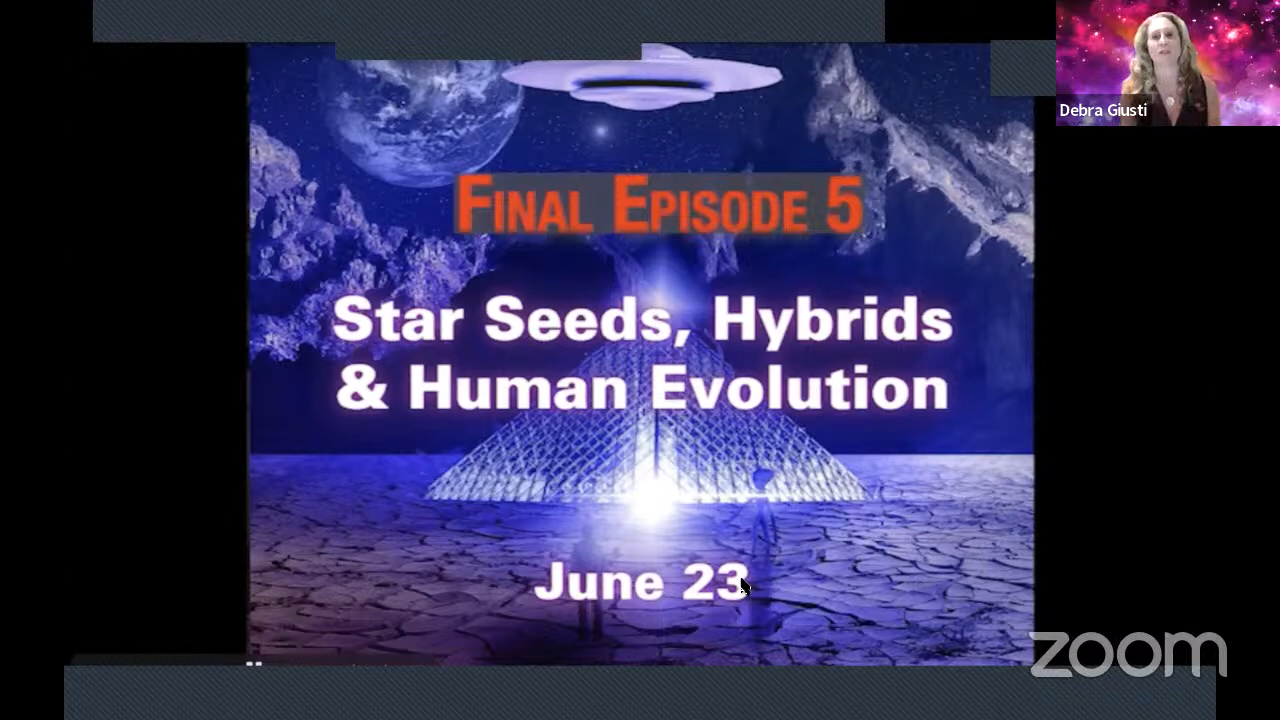 Debra Giusti
FINAL EPISODE 5
Star Seeds, Hybrids
& Human Evolution
June 23
zoom